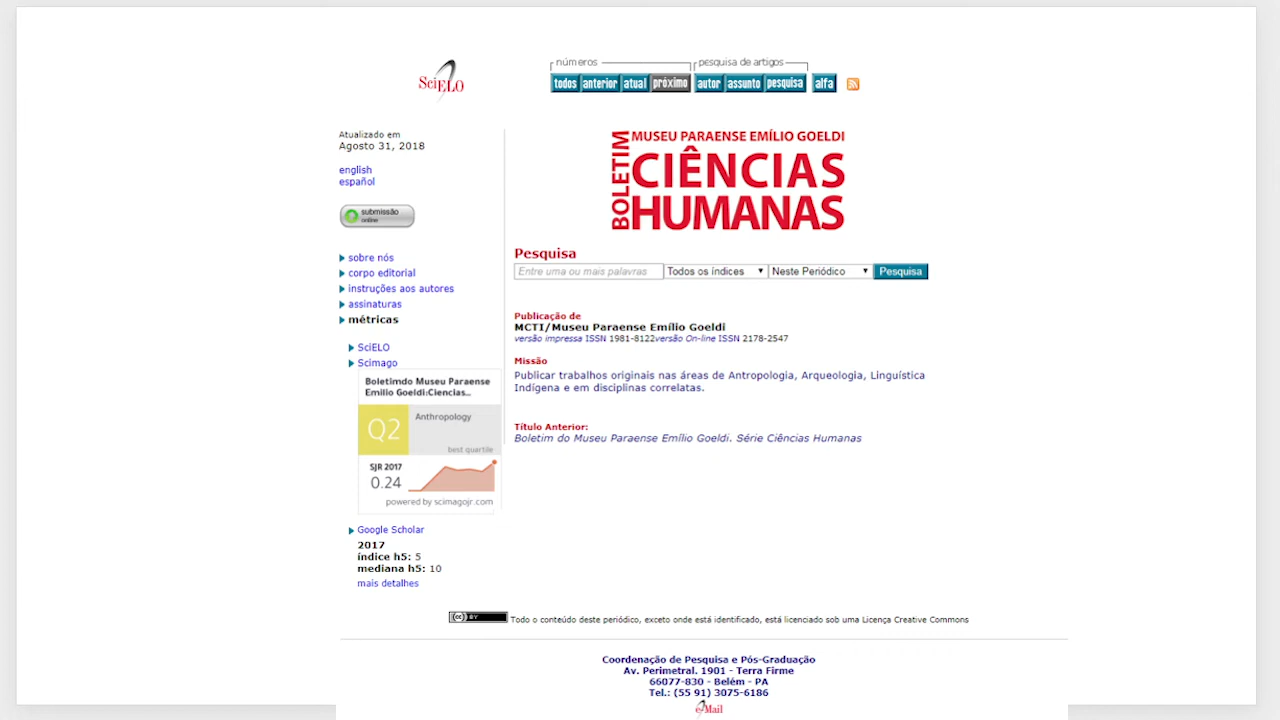 SciELO
números
pesquisa de artigos
todos anterior atual próximo autor assunto pesquisa alfa
Atualizado em
Agosto 31, 2018
english
español
submissão
online
sobre nós
corpo editorial
instruções aos autores
assinaturas
métricas
SciELO
Scimago
Boletimdo Museu Paraense
Emilio Goeldi:Ciencias...
Q2
Anthropology
best quartile
SJR 2017
0.24
powered by scimagojr.com
Google Scholar
2017
índice h5: 5
mediana h5: 10
mais detalhes
BOLETIM
MUSEU PARAENSE EMÍLIO GOELDI
CIÊNCIAS
HUMANAS
Pesquisa
Entre uma ou mais palavras Todos os índices Neste Periódico Pesquisa
Publicação de
MCTI/Museu Paraense Emílio Goeldi
versão impressa ISSN 1981-8122versão On-line ISSN 2178-2547
Missão
Publicar trabalhos originais nas áreas de Antropologia, Arqueologia, Linguística
Indígena e em disciplinas correlatas.
Título Anterior:
Boletim do Museu Paraense Emílio Goeldi. Série Ciências Humanas
(cc) BY Todo o conteúdo deste periódico, exceto onde está identificado, está licenciado sob uma Licença Creative Commons
Coordenação de Pesquisa e Pós-Graduação
Av. Perimetral. 1901 - Terra Firme
66077-830 - Belém - PA
Tel.: (55 91) 3075-6186
e-Mail